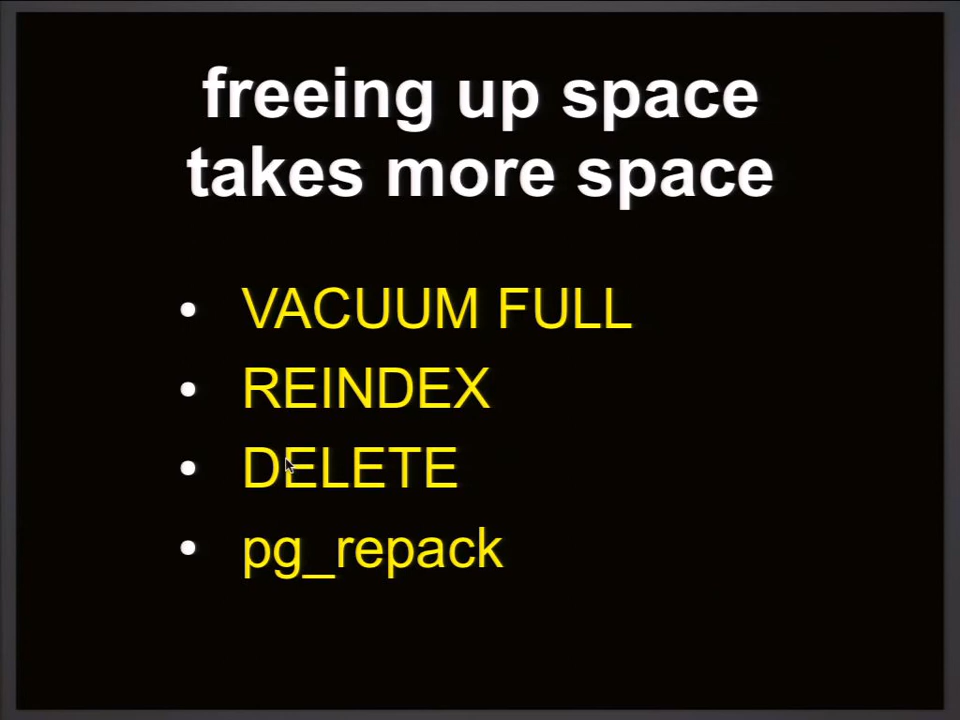 freeing up space
takes more space
• VACUUM FULL
• REINDEX
• DELETE
• pg_repack